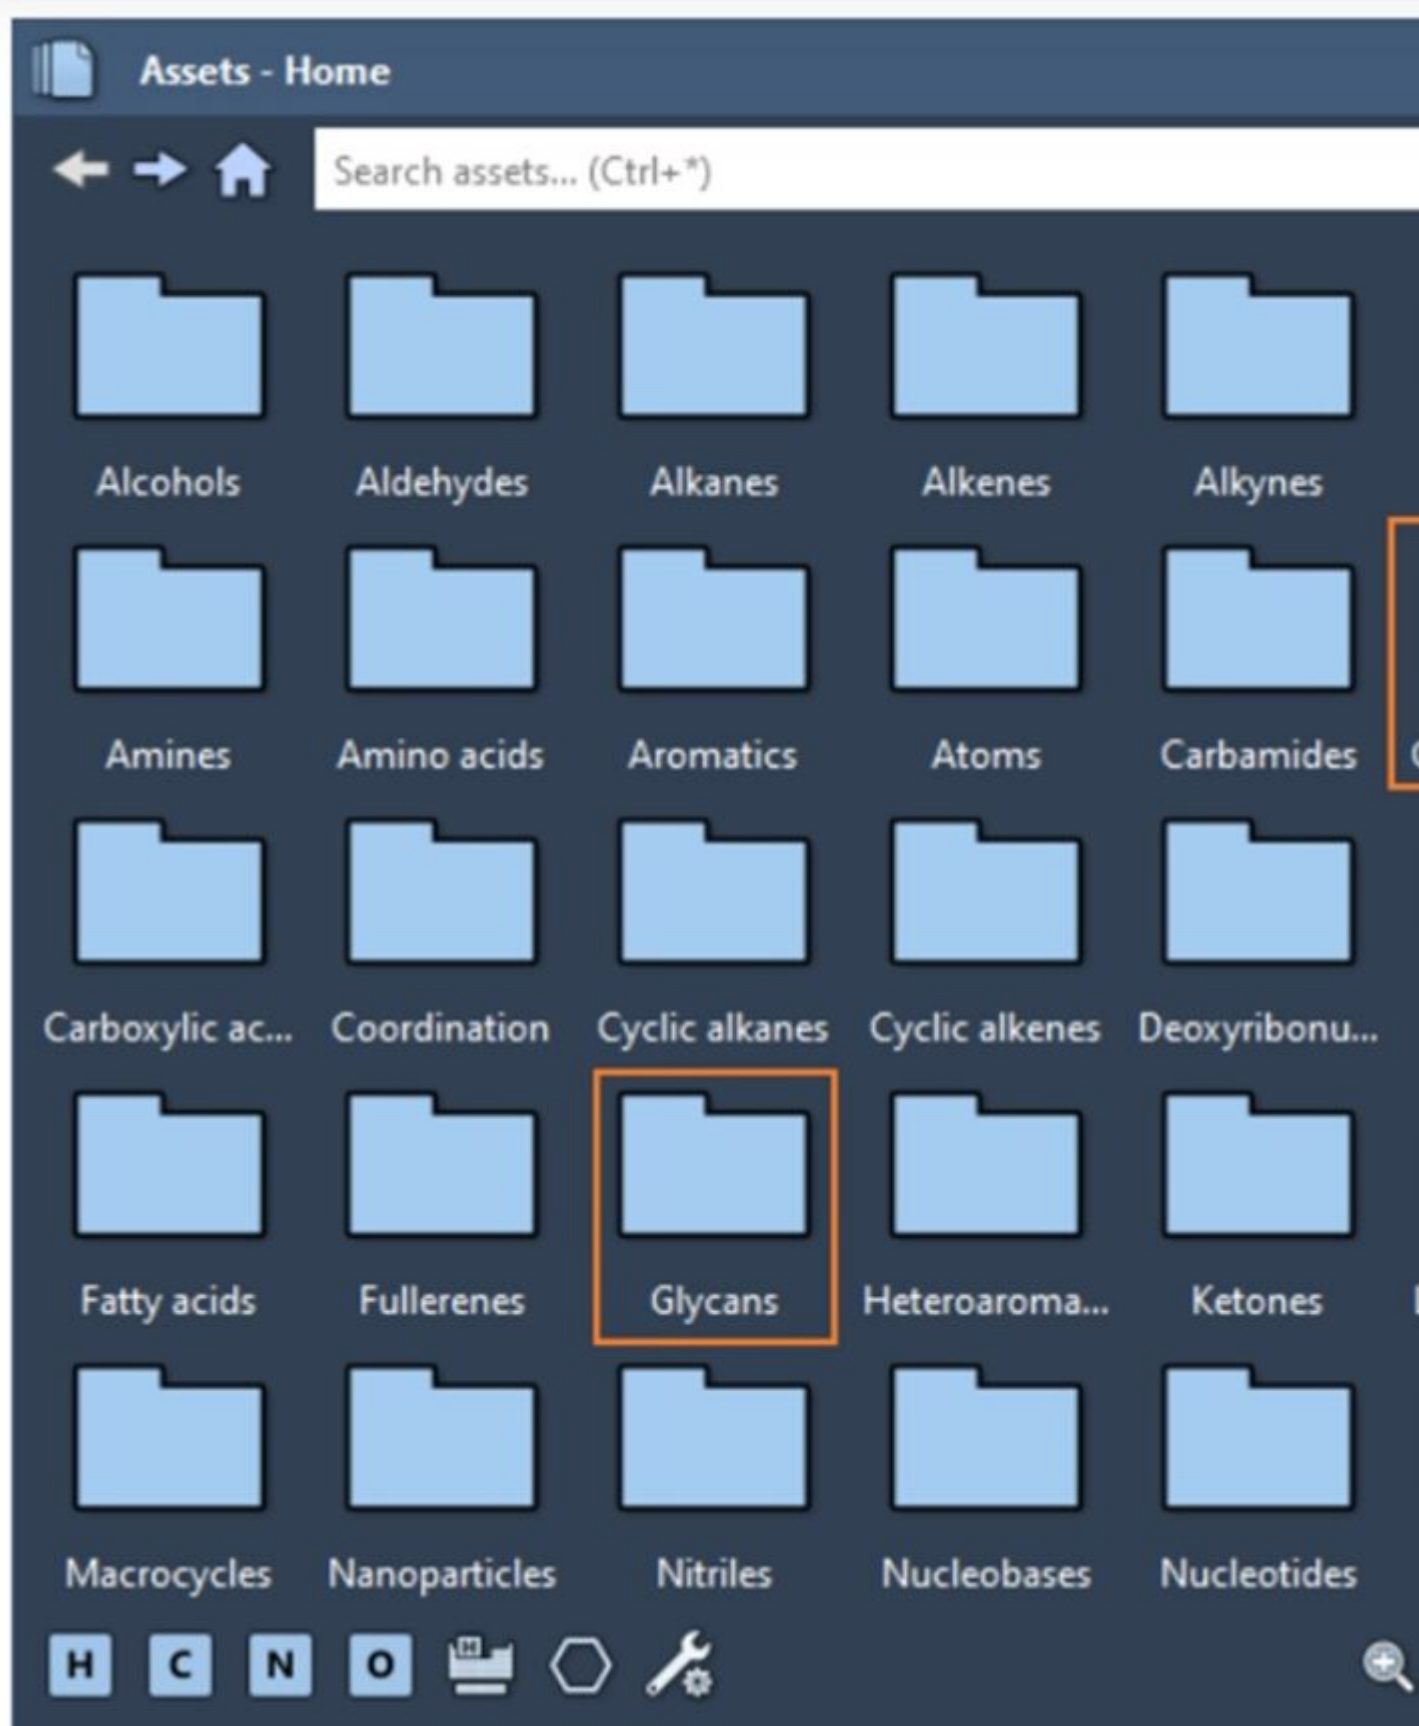 Assets - Home
Search assets... (Ctrl+*)
Alcohols Aldehydes Alkanes Alkenes Alkynes
Amines Amino acids Aromatics Atoms Carbamides
Carboxylic ac... Coordination Cyclic alkanes Cyclic alkenes Deoxyribonu...
Fatty acids Fullerenes Glycans Heteroaroma... Ketones
Macrocycles Nanoparticles Nitriles Nucleobases Nucleotides
H C N O H